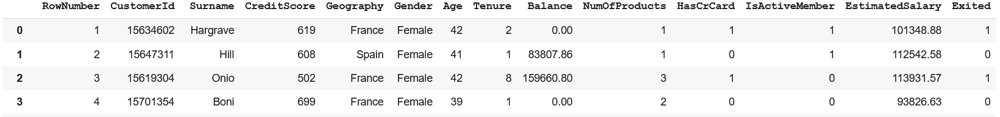 RowNumber CustomerId Surname CreditScore Geography Gender Age Tenure Balance NumOfProducts HasCrCard IsActiveMember EstimatedSalary Exited
0 1 15634602 Hargrave 619 France Female 42 2 0.00 1 1 1 101348.88 1
1 2 15647311 Hill 608 Spain Female 41 1 83807.86 1 0 1 112542.58 0
2 3 15619304 Onio 502 France Female 42 8 159660.80 3 1 0 113931.57 1
3 4 15701354 Boni 699 France Female 39 1 0.00 2 0 0 93826.63 0